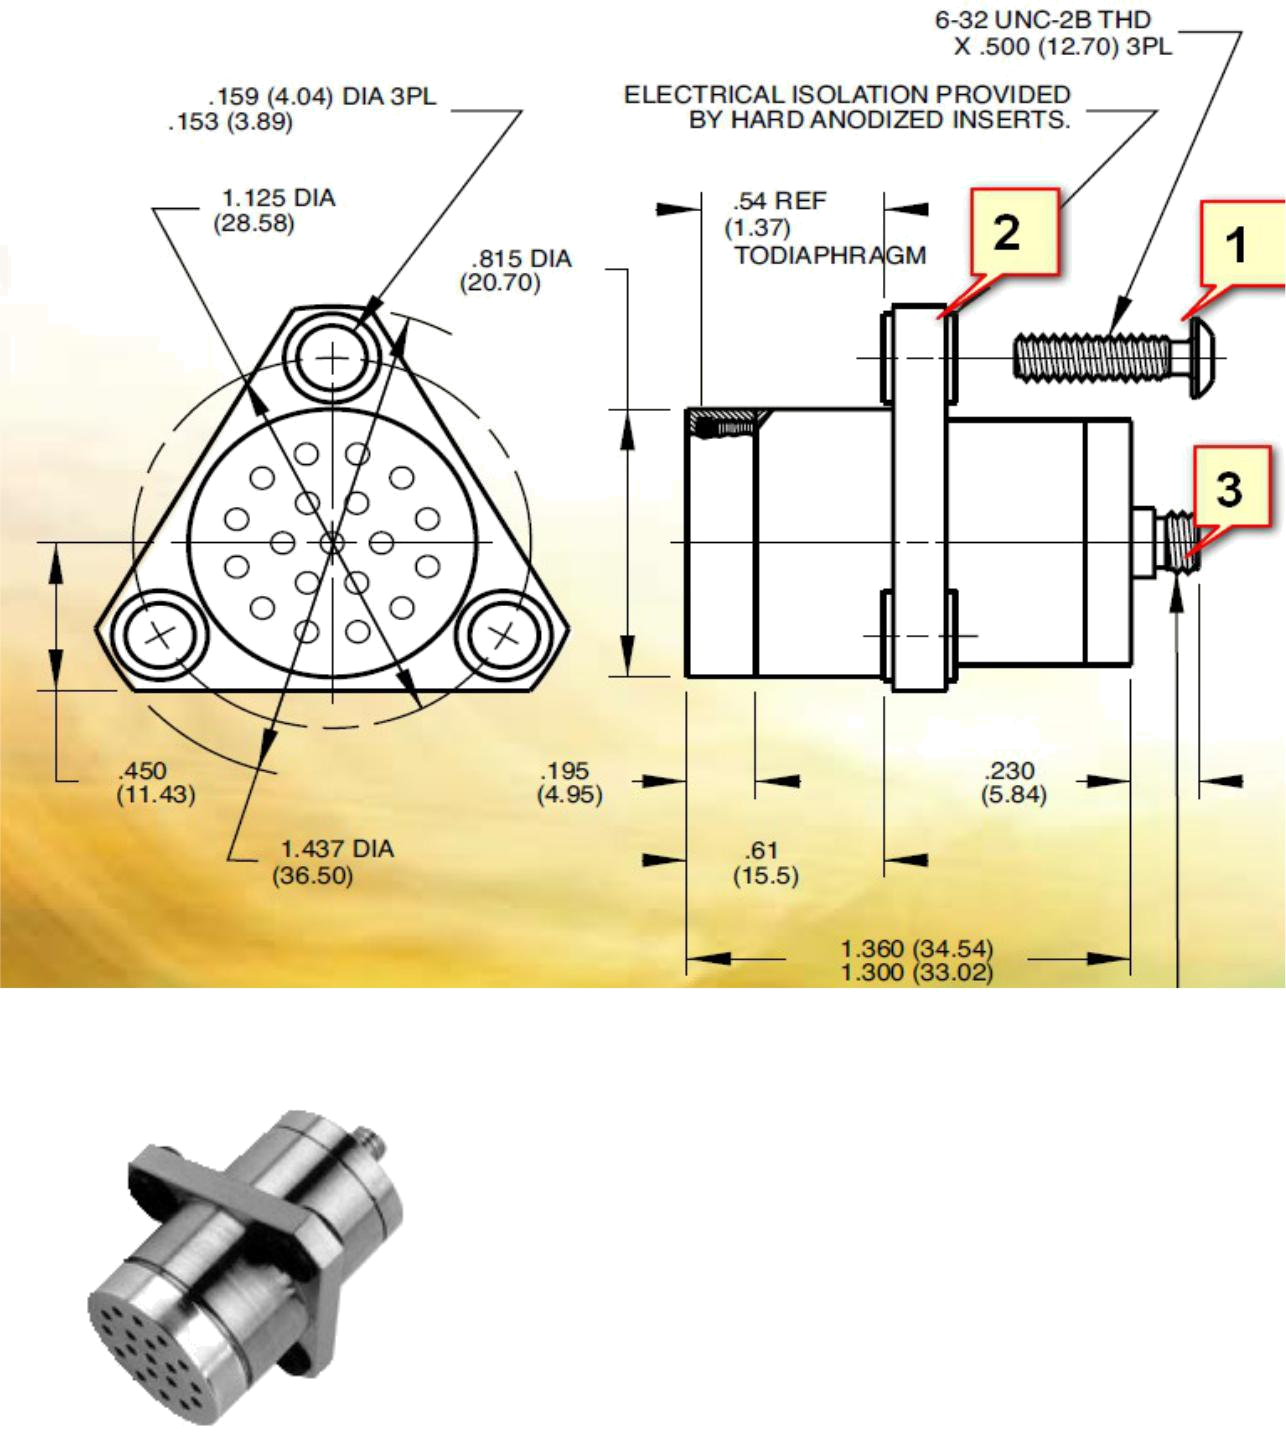 6-32 UNC-2B THD
X .500 (12.70) 3PL
.159 (4.04) DIA 3PL
.153 (3.89)
ELECTRICAL ISOLATION PROVIDED
BY HARD ANODIZED INSERTS.
1.125 DIA
(28.58)
.54 REF
(1.37)
TODIAPHRAGM
2
1
.815 DIA
(20.70)
3
.450
(11.43)
.195
(4.95)
.230
(5.84)
1.437 DIA
(36.50)
.61
(15.5)
1.360 (34.54)
1.300 (33.02)